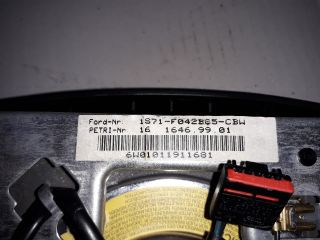 Ford-Nr. 1S71-F042B85-CBW
PETRI-Nr 16 1646.99.01
6W01011911681